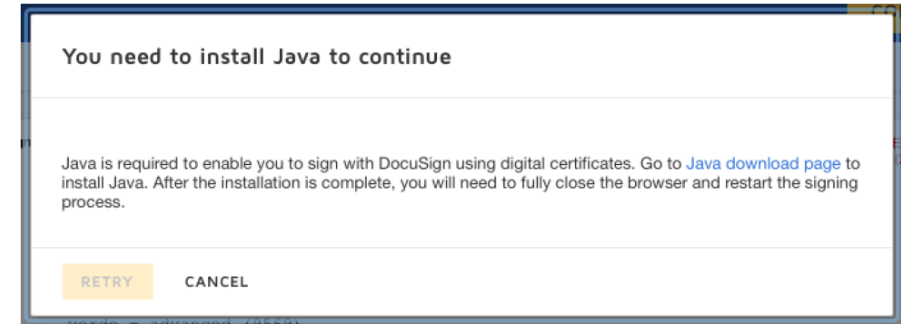 You need to install Java to continue
Java is required to enable you to sign with DocuSign using digital certificates. Go to Java download page to
install Java. After the installation is complete, you will need to fully close the browser and restart the signing
process.
RETRY CANCEL